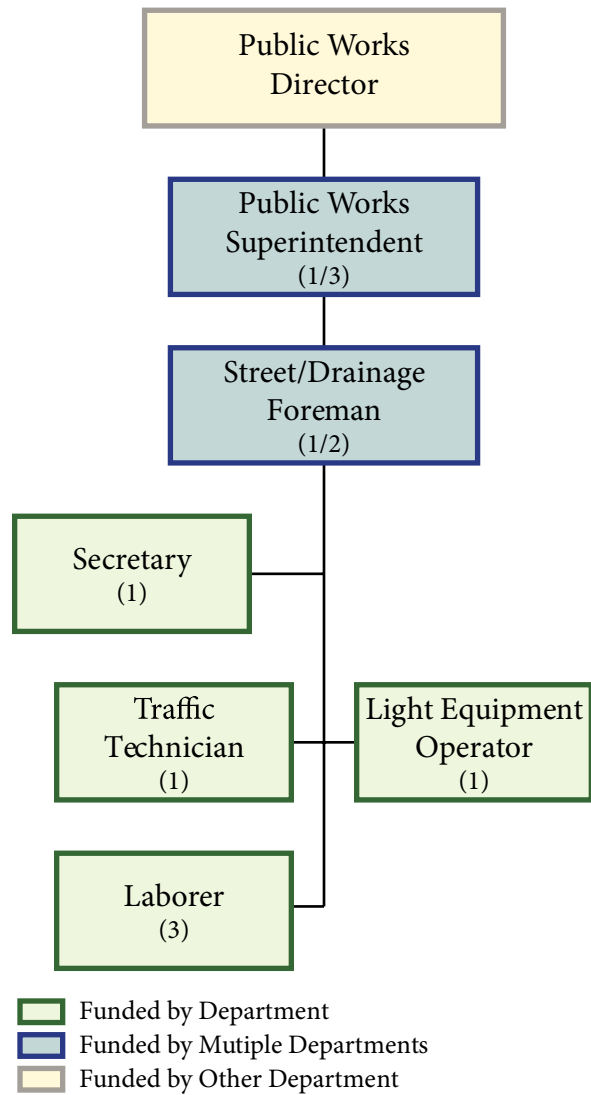 Public Works
Director
Public Works
Superintendent
(1/3)
Street/Drainage
Foreman
(1/2)
Secretary
(1)
Traffic
Technician
(1)
Light Equipment
Operator
(1)
Laborer
(3)
Funded by Department
Funded by Mutiple Departments
Funded by Other Department